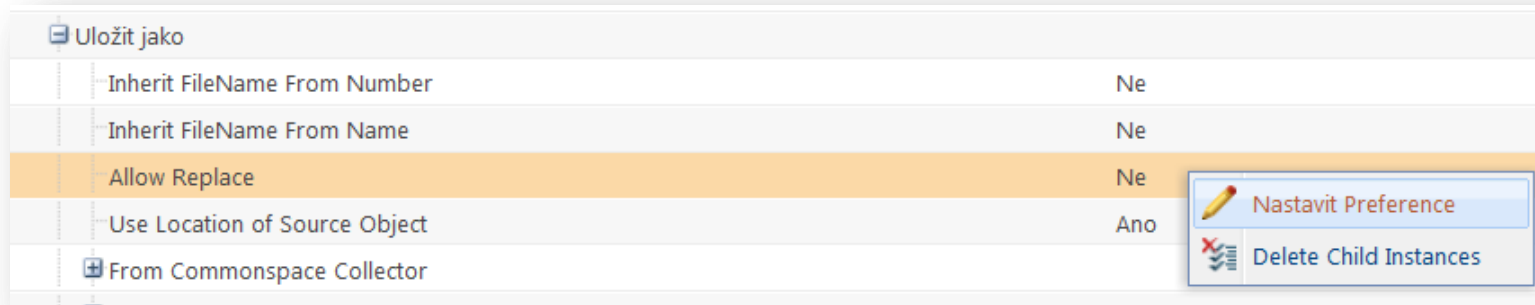 Uložit jako
Inherit FileName From Number Ne
Inherit FileName From Name Ne
Allow Replace Ne
Nastavit Preference
Use Location of Source Object Ano
Delete Child Instances
From Commonspace Collector